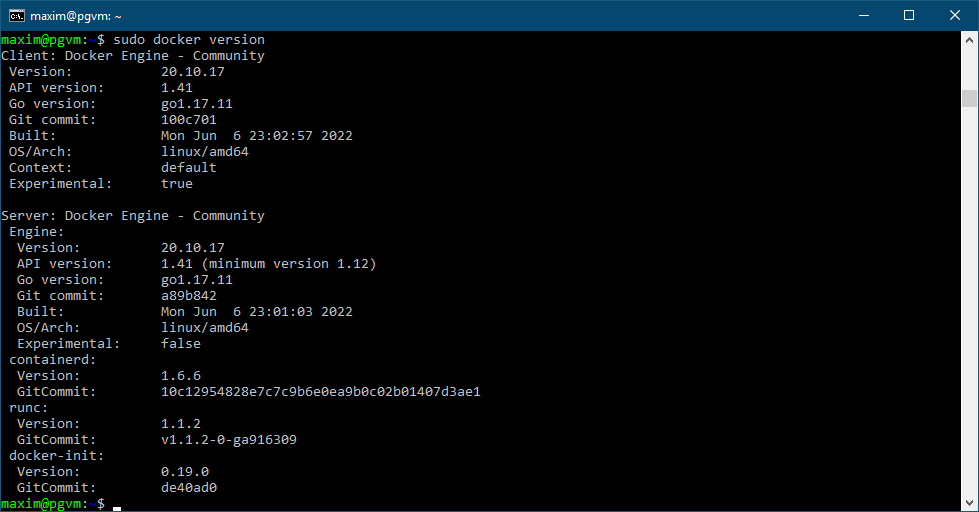 maxim@pgvm: ~
maxim@pgvm:~$ sudo docker version
Client: Docker Engine - Community
 Version:           20.10.17
 API version:       1.41
 Go version:        go1.17.11
 Git commit:        100c701
 Built:             Mon Jun  6 23:02:57 2022
 OS/Arch:           linux/amd64
 Context:           default
 Experimental:      true

Server: Docker Engine - Community
 Engine:
  Version:          20.10.17
  API version:      1.41 (minimum version 1.12)
  Go version:       go1.17.11
  Git commit:       a89b842
  Built:            Mon Jun  6 23:01:03 2022
  OS/Arch:          linux/amd64
  Experimental:     false
 containerd:
  Version:          1.6.6
  GitCommit:        10c12954828e7c7c9b6e0ea9b0c02b01407d3ae1
 runc:
  Version:          1.1.2
  GitCommit:        v1.1.2-0-ga916309
 docker-init:
  Version:          0.19.0
  GitCommit:        de40ad0
maxim@pgvm:~$